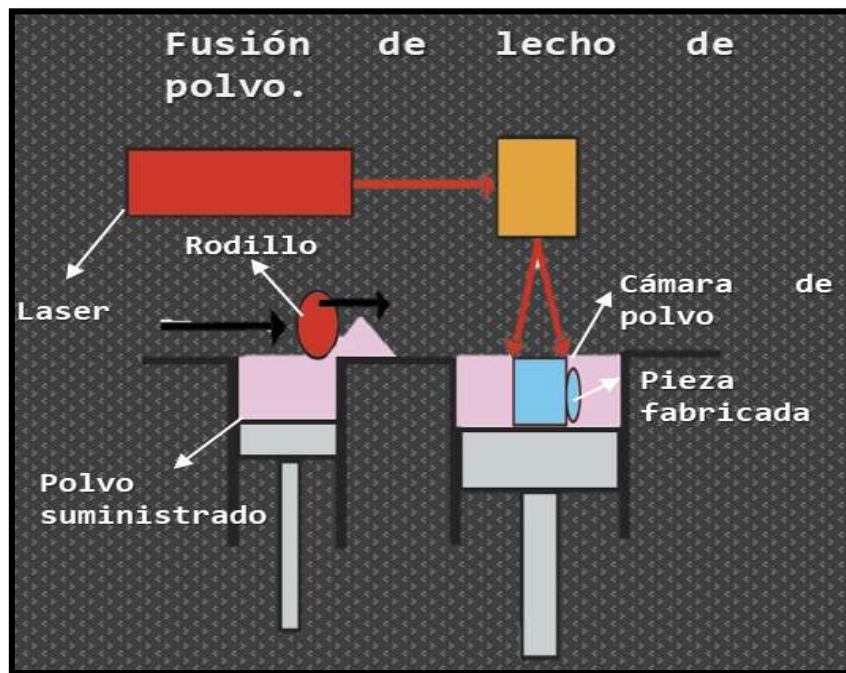 Fusión de lecho de
polvo.
Rodillo
Laser
Cámara de
polvo
Pieza
fabricada
Polvo
suministrado